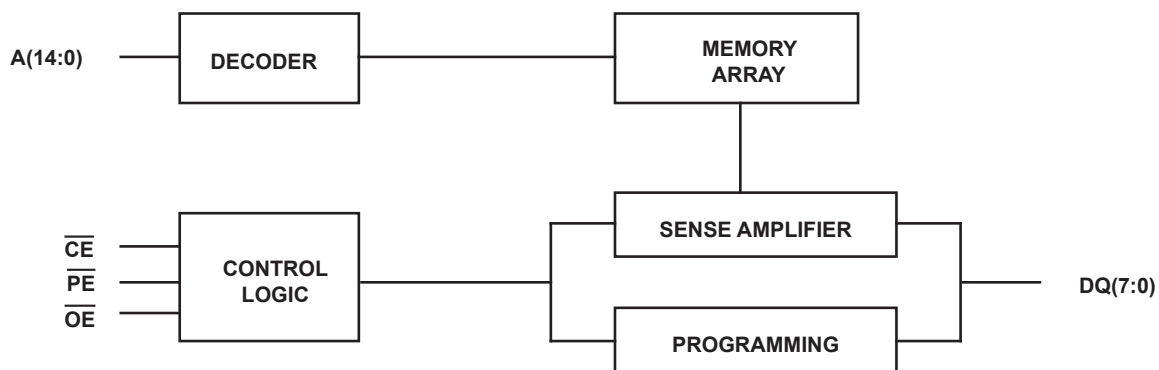 A(14:0)
DECODER
MEMORY
ARRAY
SENSE AMPLIFIER
CE
PE
OE
CONTROL
LOGIC
DQ(7:0)
PROGRAMMING